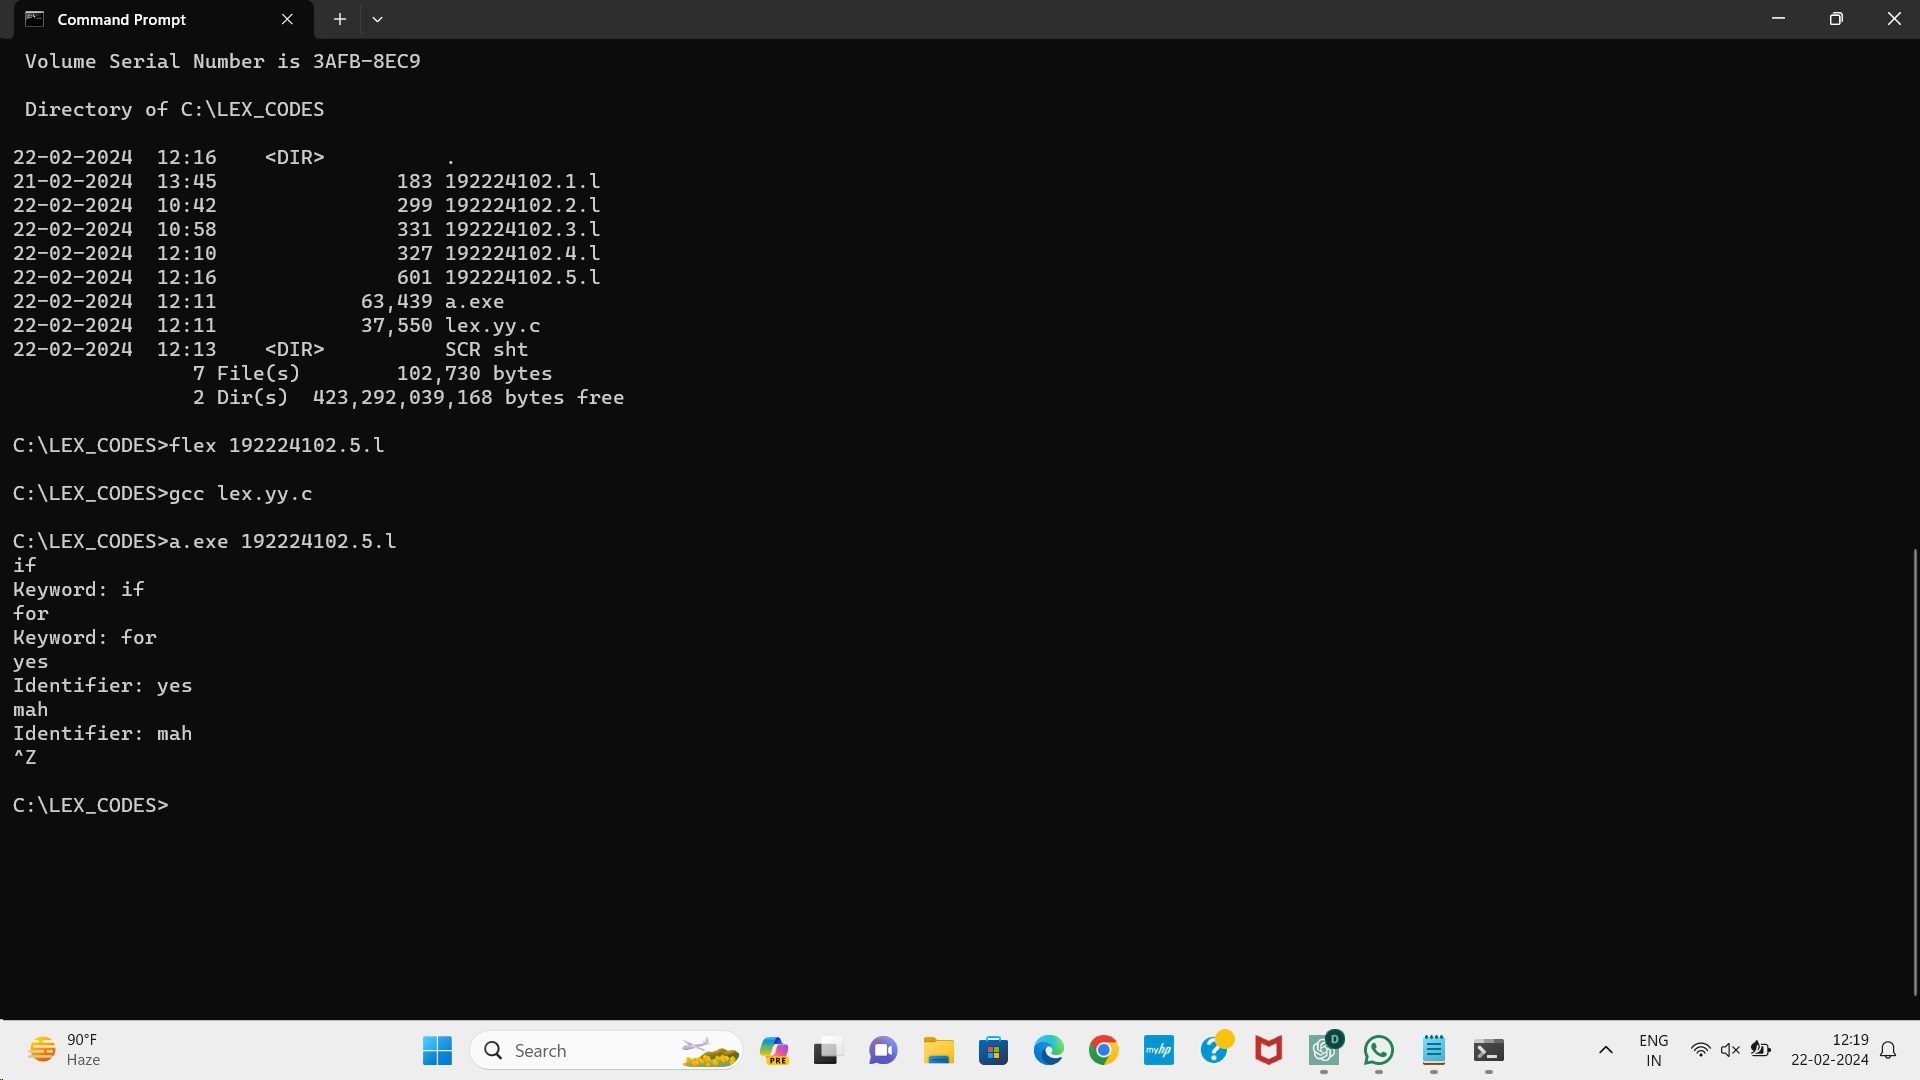 Command Prompt
Volume Serial Number is 3AFB-8EC9
Directory of C:\LEX_CODES
22-02-2024  12:16    <DIR>          .
21-02-2024  13:45               183 192224102.1.l
22-02-2024  10:42               299 192224102.2.l
22-02-2024  10:58               331 192224102.3.l
22-02-2024  12:10               327 192224102.4.l
22-02-2024  12:16               601 192224102.5.l
22-02-2024  12:11            63,439 a.exe
22-02-2024  12:11            37,550 lex.yy.c
22-02-2024  12:13    <DIR>          SCR sht
7 File(s)        102,730 bytes
2 Dir(s)  423,292,039,168 bytes free
C:\LEX_CODES>flex 192224102.5.l
C:\LEX_CODES>gcc lex.yy.c
C:\LEX_CODES>a.exe 192224102.5.l
if
Keyword: if
for
Keyword: for
yes
Identifier: yes
mah
Identifier: mah
^Z
C:\LEX_CODES>
90°F
Haze
Search
PRE
myhp
D
ENG
IN
12:19
22-02-2024